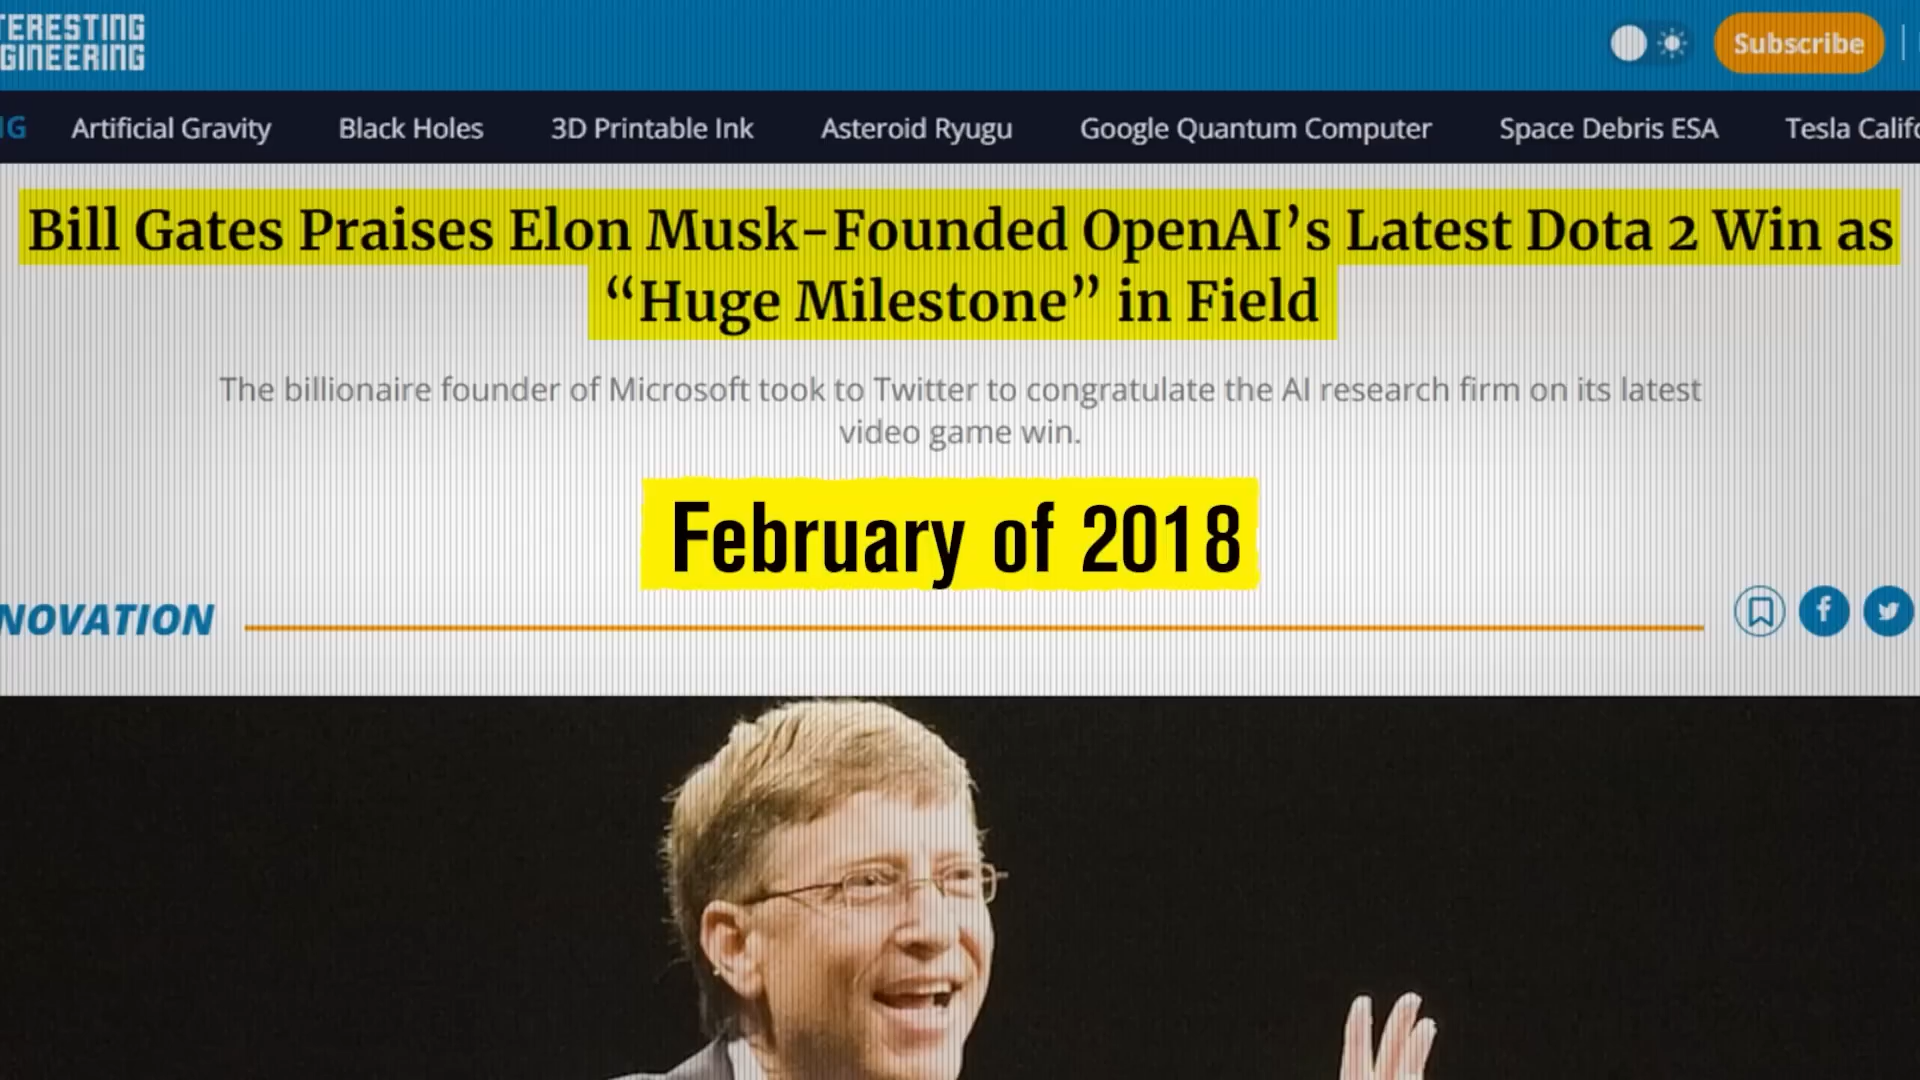 TERESTING
GINEERING
Subscribe
NG Artificial Gravity Black Holes 3D Printable Ink Asteroid Ryugu Google Quantum Computer Space Debris ESA Tesla Califo
Bill Gates Praises Elon Musk-Founded OpenAI’s Latest Dota 2 Win as
“Huge Milestone” in Field
The billionaire founder of Microsoft took to Twitter to congratulate the AI research firm on its latest
video game win.
February of 2018
NOVATION